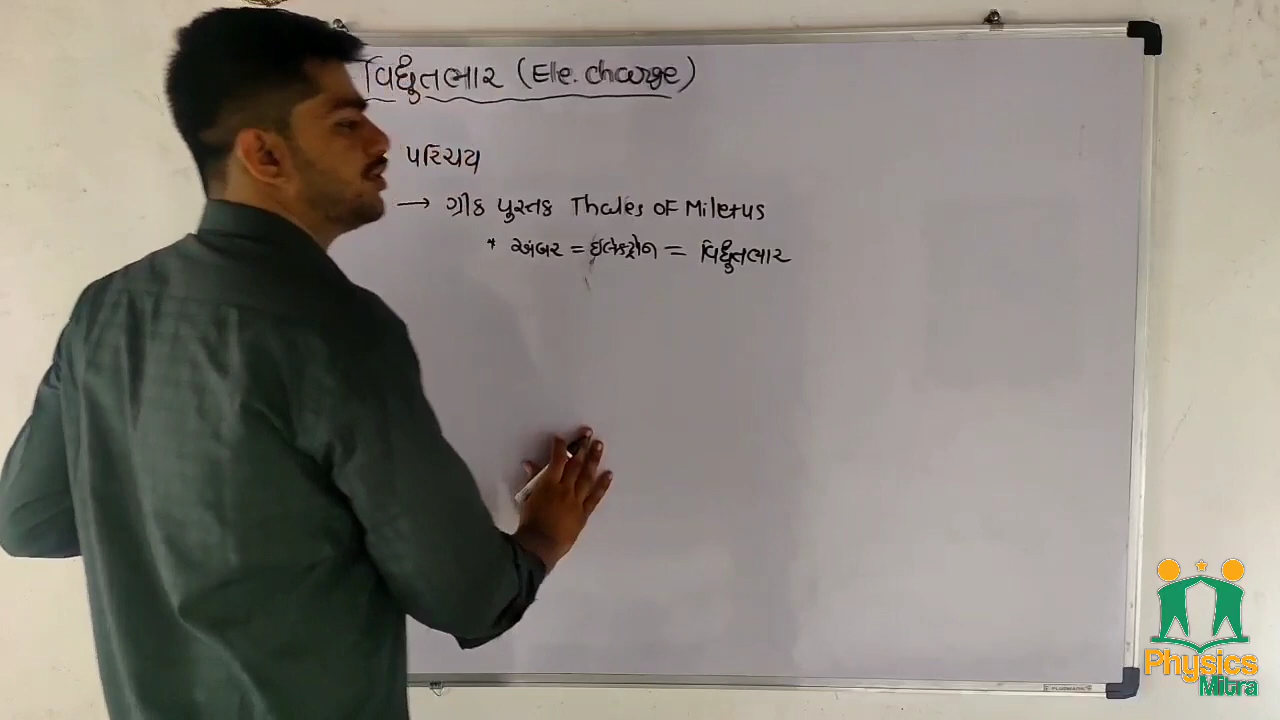 વિદ્યુતભાર (Ele. charge)
પરિચય
→ ગ્રીક પુસ્તક Thales OF Miletus
* અંબર = ઇલેક્ટ્રોન = વિદ્યુતભાર
Physics
Mitra